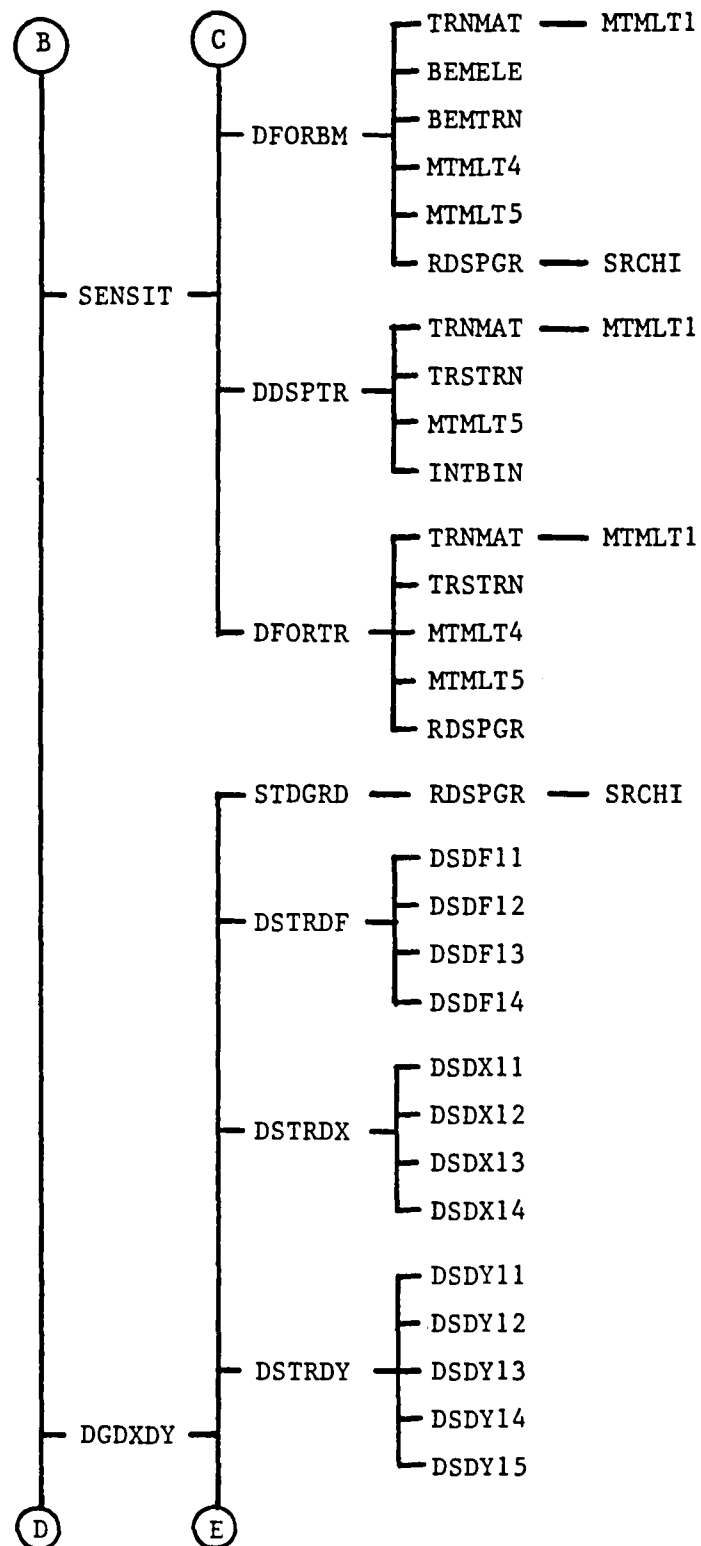 B C TRNMAT MTMLT1
BEMELE
DFORBM BEMTRN
MTMLT4
MTMLT5
RDSPGR SRCHI
SENSIT
TRNMAT MTMLT1
DDSPTR TRSTRN
MTMLT5
INTBIN
TRNMAT MTMLT1
TRSTRN
DFORTR MTMLT4
MTMLT5
RDSPGR
STDGRD RDSPGR SRCHI
DSDF11
DSTRDF DSDF12
DSDF13
DSDF14
DSDX11
DSTRDX DSDX12
DSDX13
DSDX14
DSDY11
DSDY12
DSTRDY DSDY13
DSDY14
DGDXDY
DSDY15
D E